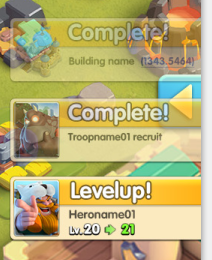 Complete!
Building name (1343.5464)
Complete!
Troopname01 recruit
Levelup!
Heroname01
Lv.20 ➔ 21